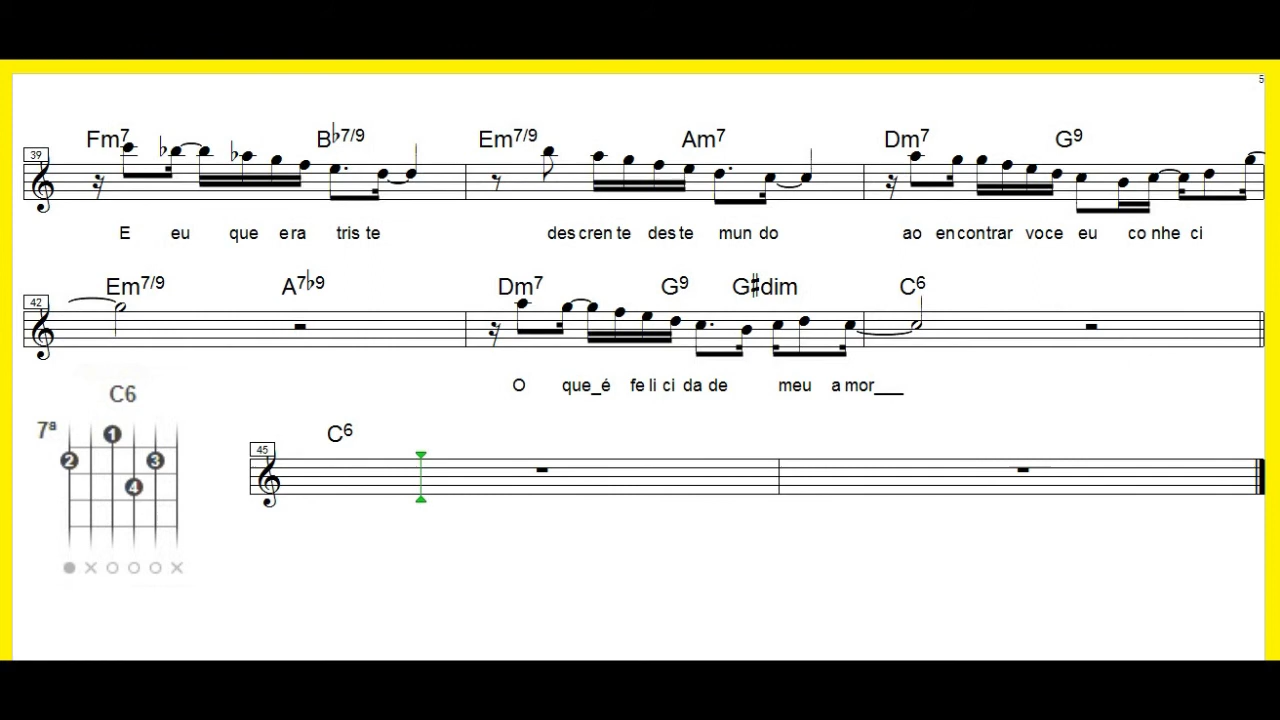 5
Fm7 B♭7/9 Em7/9 Am7 Dm7 G9
39
E eu que era tris te des cren te des te mun do ao en contrar voce eu co nhe ci
Em7/9 A7♭9 Dm7 G9 G#dim C6
42
O que_é fe li ci da de meu a mor___
C6
7ª
1
2 3
4
C6
45